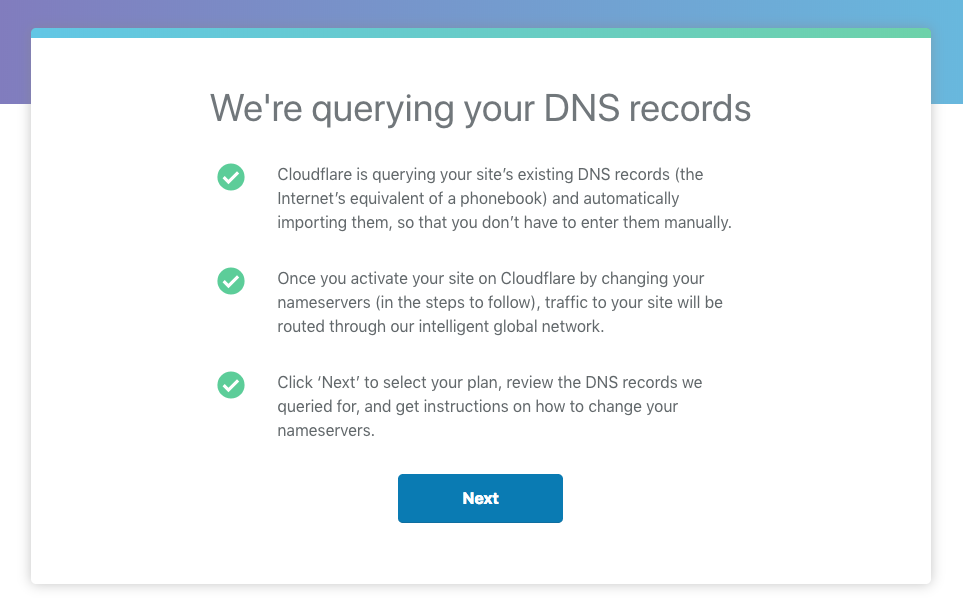 We're querying your DNS records
Cloudflare is querying your site’s existing DNS records (the
Internet’s equivalent of a phonebook) and automatically
importing them, so that you don’t have to enter them manually.
Once you activate your site on Cloudflare by changing your
nameservers (in the steps to follow), traffic to your site will be
routed through our intelligent global network.
Click ‘Next’ to select your plan, review the DNS records we
queried for, and get instructions on how to change your
nameservers.
Next